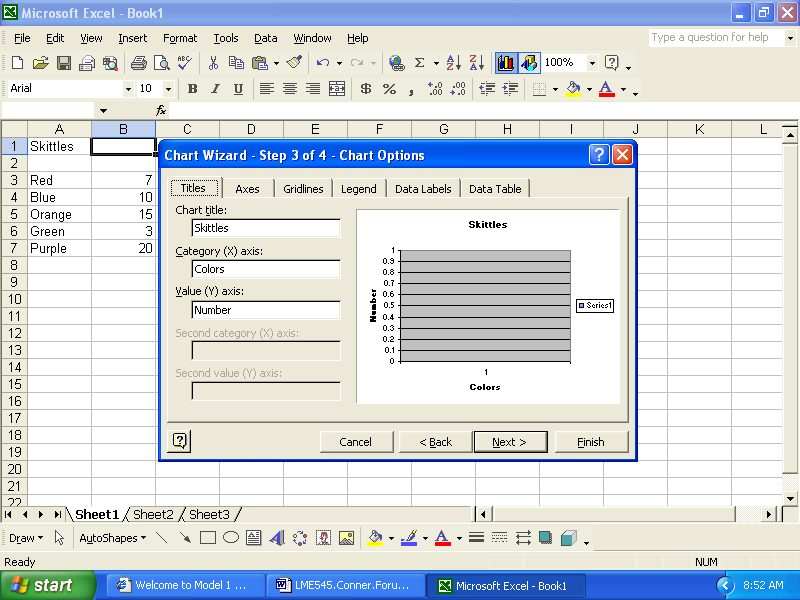 Microsoft Excel - Book1
File Edit View Insert Format Tools Data Window Help
Type a question for help
Σ 100%
Arial 10 B I U $ % ,
fx
A B C D E F G H I J K L
1 Skittles
2
3 Red 7
4 Blue 10
5 Orange 15
6 Green 3
7 Purple 20
8
9
10
11
12
13
14
15
16
17
18
19
20
21
22
Chart Wizard - Step 3 of 4 - Chart Options
Titles Axes Gridlines Legend Data Labels Data Table
Chart title:
Skittles
Category (X) axis:
Colors
Value (Y) axis:
Number
Second category (X) axis:
Second value (Y) axis:
Skittles
1
0.9
0.8
0.7
0.6
0.5
0.4
0.3
0.2
0.1
0
Number
1
Colors
Series1
Cancel < Back Next > Finish
Sheet1 Sheet2 Sheet3
Draw AutoShapes
Ready NUM
start Welcome to Model 1 ... LME545.Conner.Foru... Microsoft Excel - Book1 8:52 AM